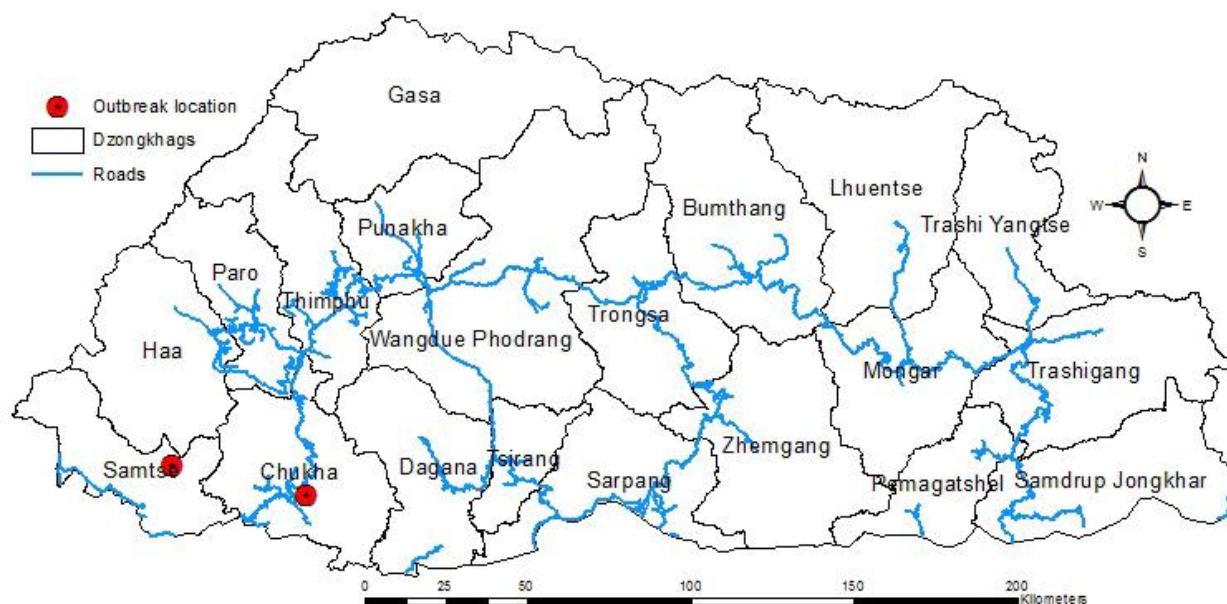 Gasa
Outbreak location
Dzongkhags
Roads
N
W E
S
Lhuentse
Bumthang
Trashi Yangtse
Punakha
Paro
Thimphu
Haa
Wangdue Phodrang
Trongsa
Mongar
Trashigang
Samtse
Chukha
Dagana
Tsirang
Sarpang
Zhemgang
Pemagatshel
Samdrup Jongkhar
0 25 50 100 150 200
Kilometers